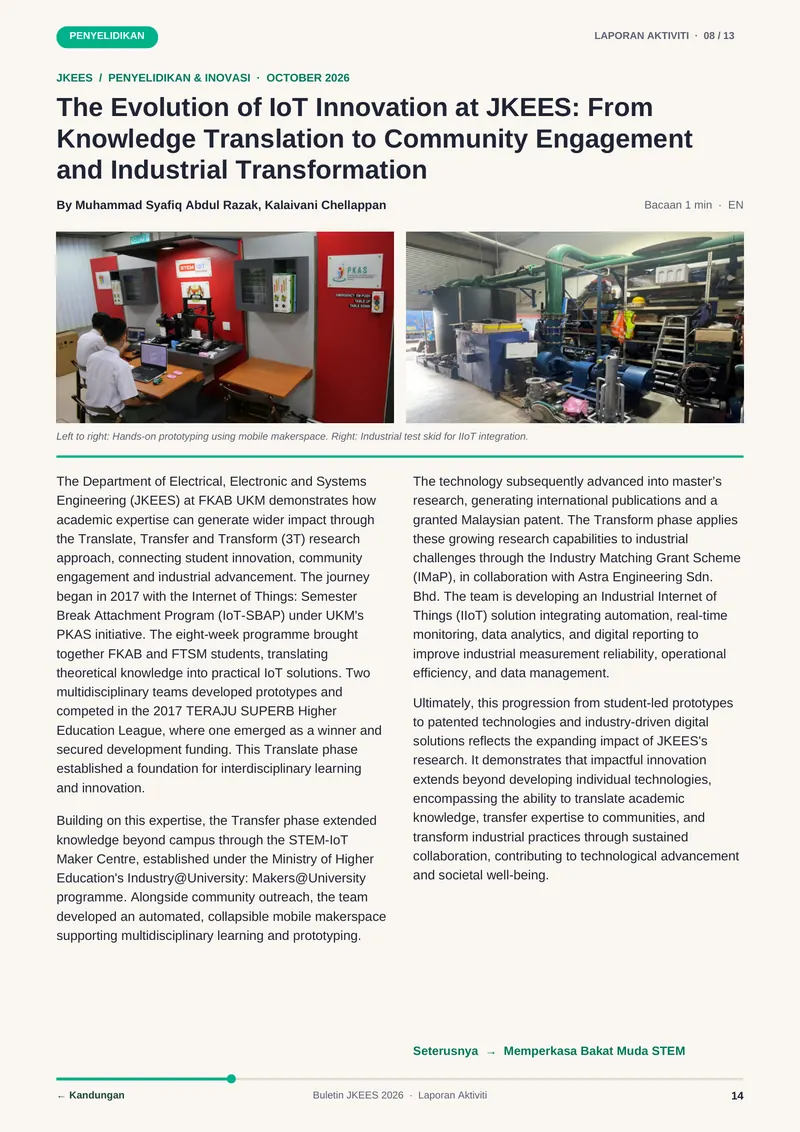 PENYELIDIKAN
LAPORAN AKTIVITI · 08 / 13
JKEES / PENYELIDIKAN & INOVASI · OCTOBER 2026
The Evolution of IoT Innovation at JKEES: From
Knowledge Translation to Community Engagement
and Industrial Transformation
By Muhammad Syafiq Abdul Razak, Kalaivani Chellappan
Bacaan 1 min · EN
STEM IOT
PKAS
EMERGENCY
TABLE UP
TABLE DOWN
Left to right: Hands-on prototyping using mobile makerspace. Right: Industrial test skid for IIoT integration.
The Department of Electrical, Electronic and Systems
Engineering (JKEES) at FKAB UKM demonstrates how
academic expertise can generate wider impact through
the Translate, Transfer and Transform (3T) research
approach, connecting student innovation, community
engagement and industrial advancement. The journey
began in 2017 with the Internet of Things: Semester
Break Attachment Program (IoT-SBAP) under UKM's
PKAS initiative. The eight-week programme brought
together FKAB and FTSM students, translating
theoretical knowledge into practical IoT solutions. Two
multidisciplinary teams developed prototypes and
competed in the 2017 TERAJU SUPERB Higher
Education League, where one emerged as a winner and
secured development funding. This Translate phase
established a foundation for interdisciplinary learning
and innovation.
Building on this expertise, the Transfer phase extended
knowledge beyond campus through the STEM-IoT
Maker Centre, established under the Ministry of Higher
Education's Industry@University: Makers@University
programme. Alongside community outreach, the team
developed an automated, collapsible mobile makerspace
supporting multidisciplinary learning and prototyping.
The technology subsequently advanced into master's
research, generating international publications and a
granted Malaysian patent. The Transform phase applies
these growing research capabilities to industrial
challenges through the Industry Matching Grant Scheme
(IMaP), in collaboration with Astra Engineering Sdn.
Bhd. The team is developing an Industrial Internet of
Things (IIoT) solution integrating automation, real-time
monitoring, data analytics, and digital reporting to
improve industrial measurement reliability, operational
efficiency, and data management.
Ultimately, this progression from student-led prototypes
to patented technologies and industry-driven digital
solutions reflects the expanding impact of JKEES's
research. It demonstrates that impactful innovation
extends beyond developing individual technologies,
encompassing the ability to translate academic
knowledge, transfer expertise to communities, and
transform industrial practices through sustained
collaboration, contributing to technological advancement
and societal well-being.
Seterusnya → Memperkasa Bakat Muda STEM
← Kandungan
Buletin JKEES 2026 · Laporan Aktiviti
14